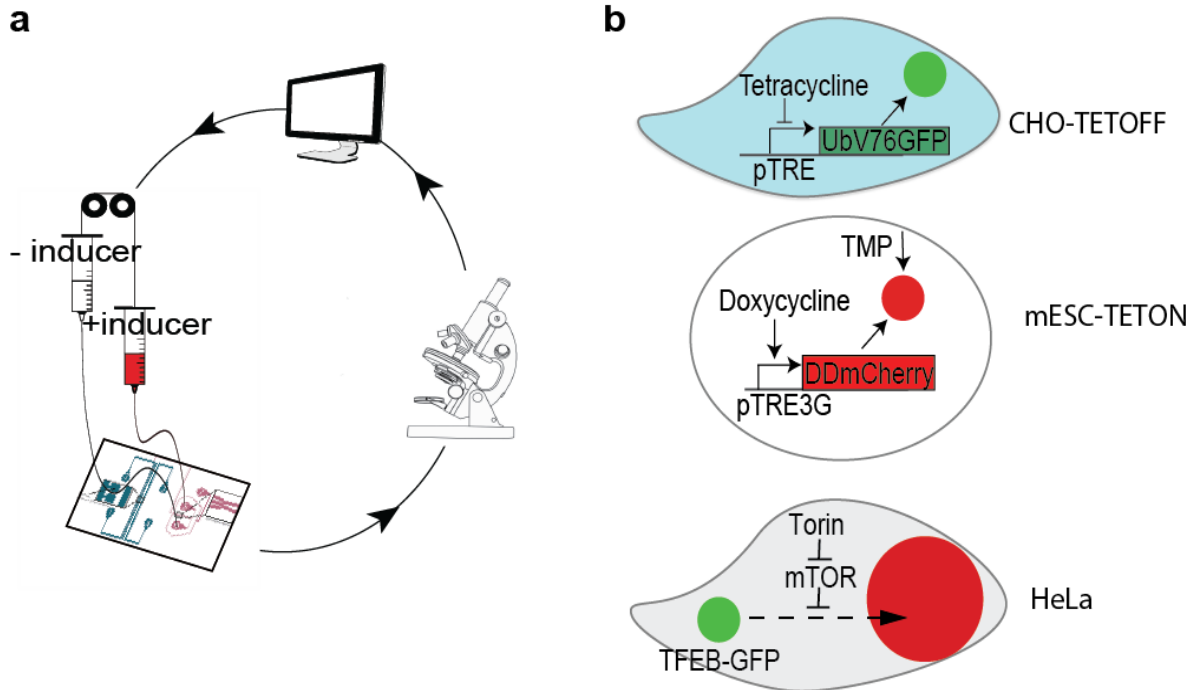 a
- inducer
+inducer
b
Tetracycline
UbV76GFP
pTRE
CHO-TETOFF
TMP
Doxycycline
DDmCherry
pTRE3G
mESC-TETON
Torin
mTOR
TFEB-GFP
HeLa